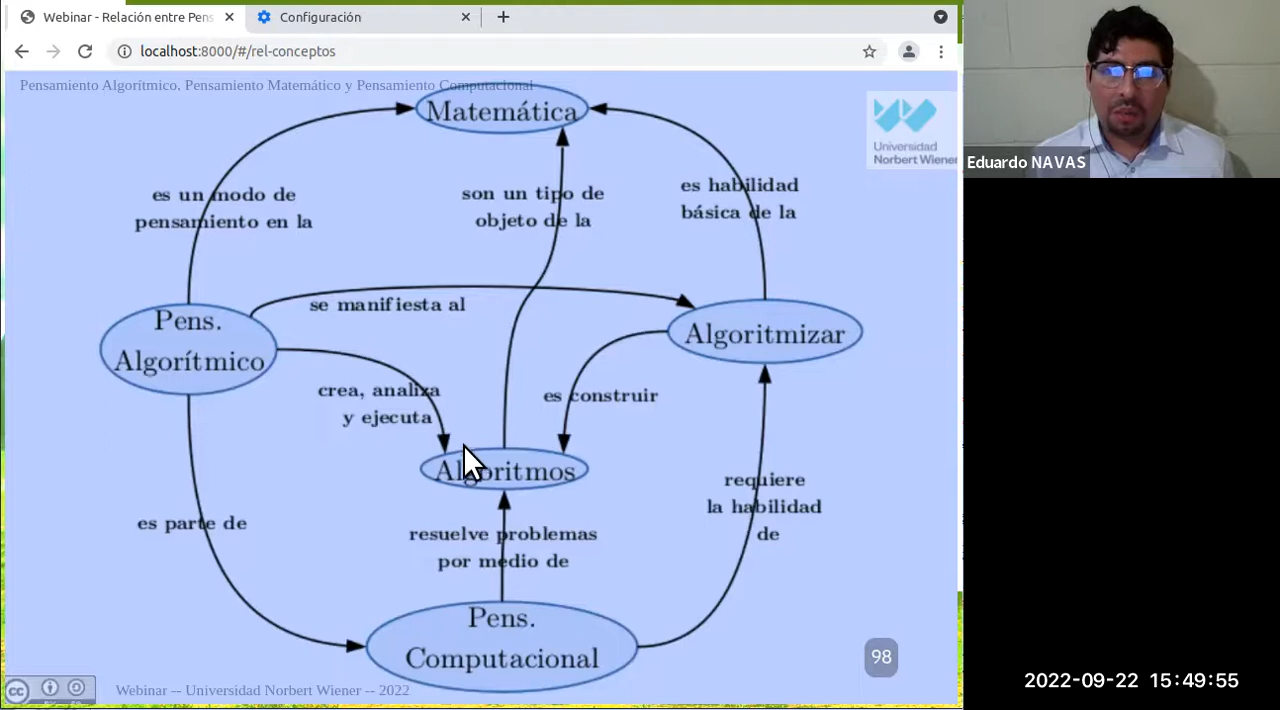 Webinar - Relación entre Pens
Configuración
localhost:8000/#/rel-conceptos
Pensamiento Algorítmico, Pensamiento Matemático y Pensamiento Computacional
Matemática
Universidad
Norbert Wiener
Eduardo NAVAS
es un modo de
pensamiento en la
son un tipo de
objeto de la
es habilidad
básica de la
se manifiesta al
Pens.
Algorítmico
Algoritmizar
crea, analiza
y ejecuta
es construir
Algoritmos
requiere
la habilidad
de
es parte de
resuelve problemas
por medio de
Pens.
Computacional
98
cc
Webinar -- Universidad Norbert Wiener -- 2022
2022-09-22 15:49:55